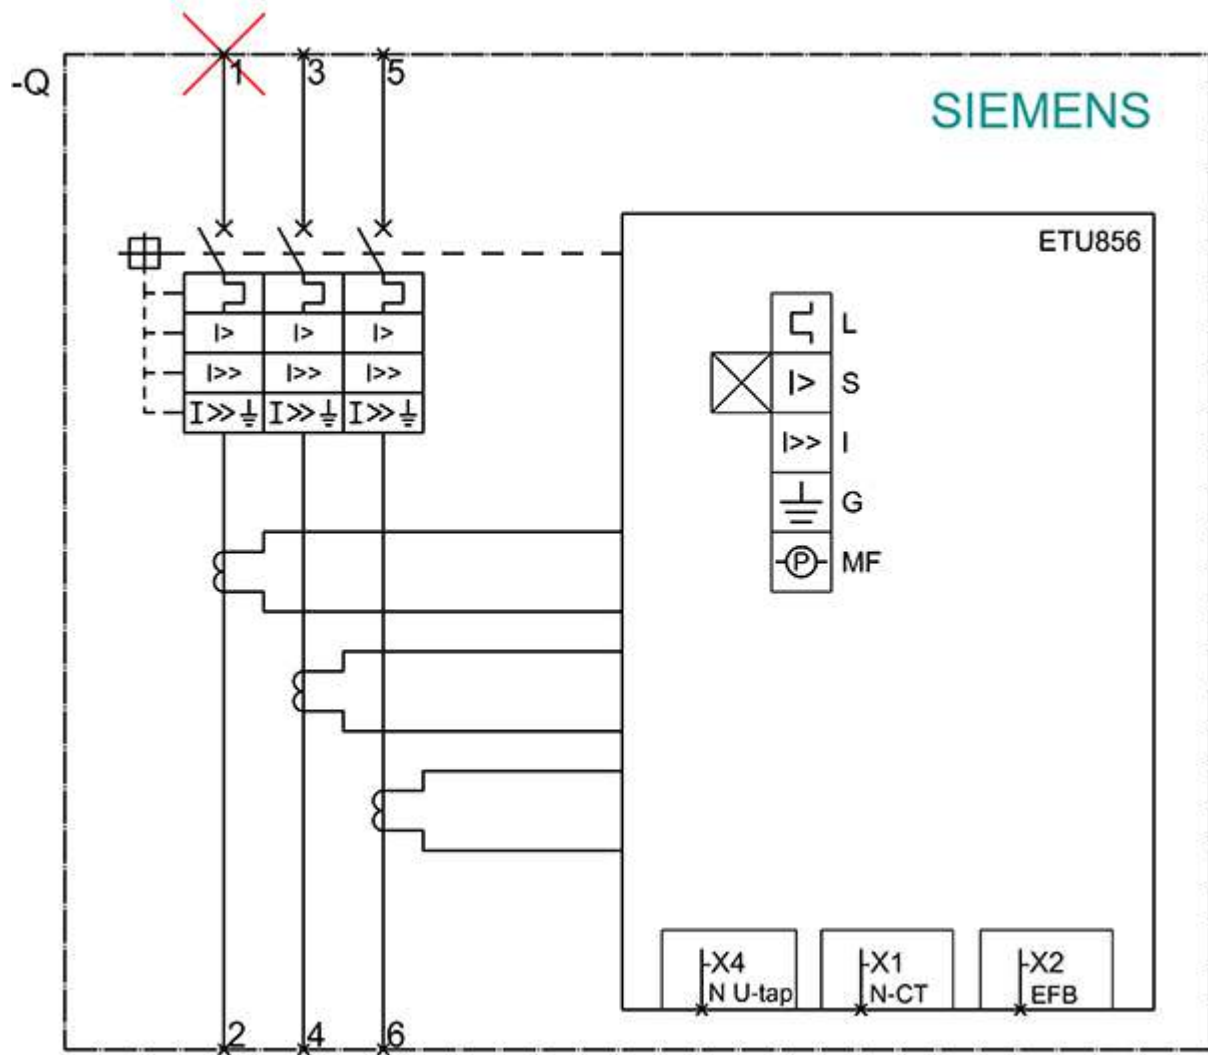 1 3 5
-Q
SIEMENS
ETU856
L
I> I> I> I> S
I>> I>> I>> I>> I
I>> I>> I>>
G
P MF
-X4 -X1 -X2
N U-tap N-CT EFB
2 4 6